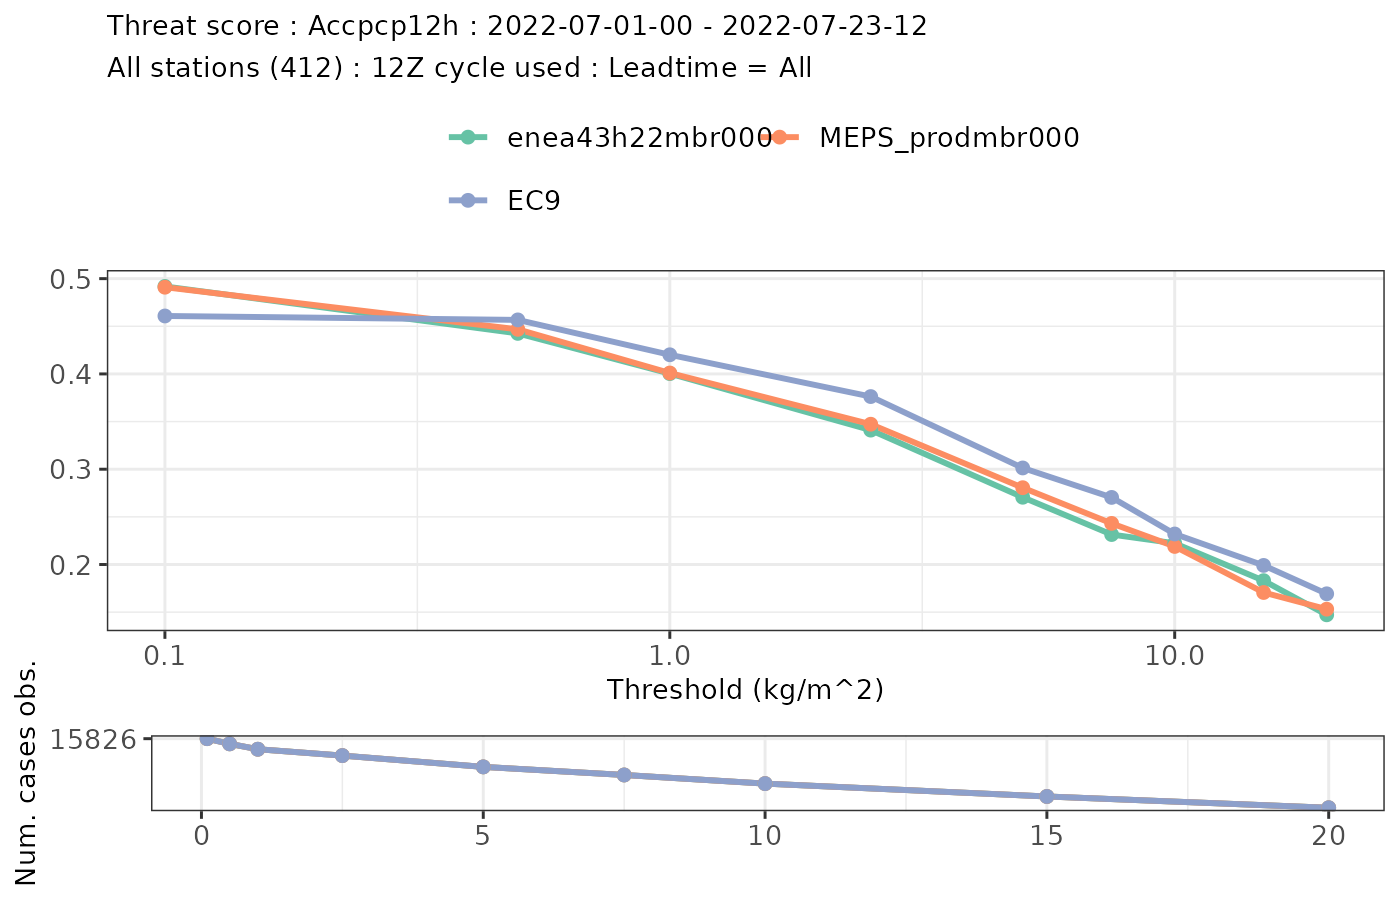 Threat score : Accpcp12h : 2022-07-01-00 - 2022-07-23-12
All stations (412) : 12Z cycle used : Leadtime = All
enea43h22mbr000
MEPS_prodmbr000
EC9
0.5
0.4
0.3
0.2
0.1
1.0
10.0
Threshold (kg/m^2)
Num. cases obs.
15826
0
5
10
15
20